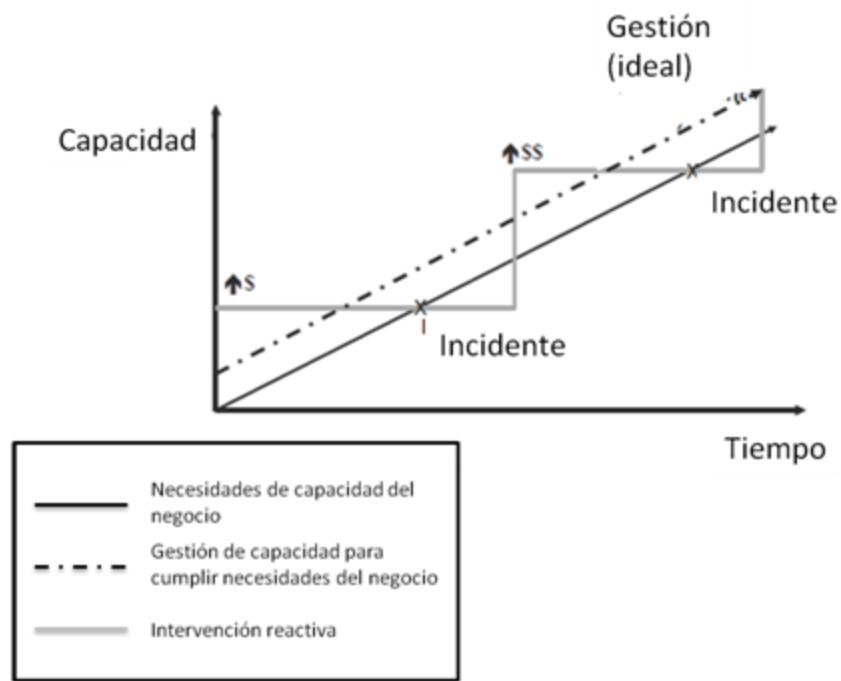 Gestión
(ideal)
Capacidad
$$
Incidente
$
Incidente
Tiempo
Necesidades de capacidad del
negocio
Gestión de capacidad para
cumplir necesidades del negocio
Intervención reactiva